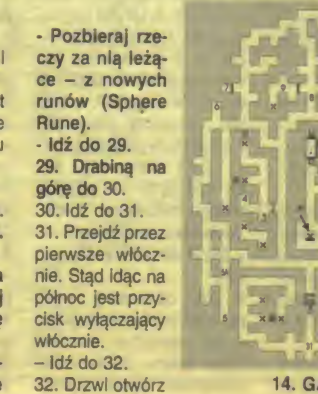 - Pozbieraj rze-
czy za nią leżą-
ce – z nowych
runów (Sphere
Rune).
- Idź do 29.
29. Drabiną na
górę do 30.
30. Idź do 31.
31. Przejdź przez
pierwsze włócz-
nie. Stąd idąc na
północ jest przy-
cisk wyłączający
włócznie.
– Idź do 32.
32. Drzwi otwórz
14. G